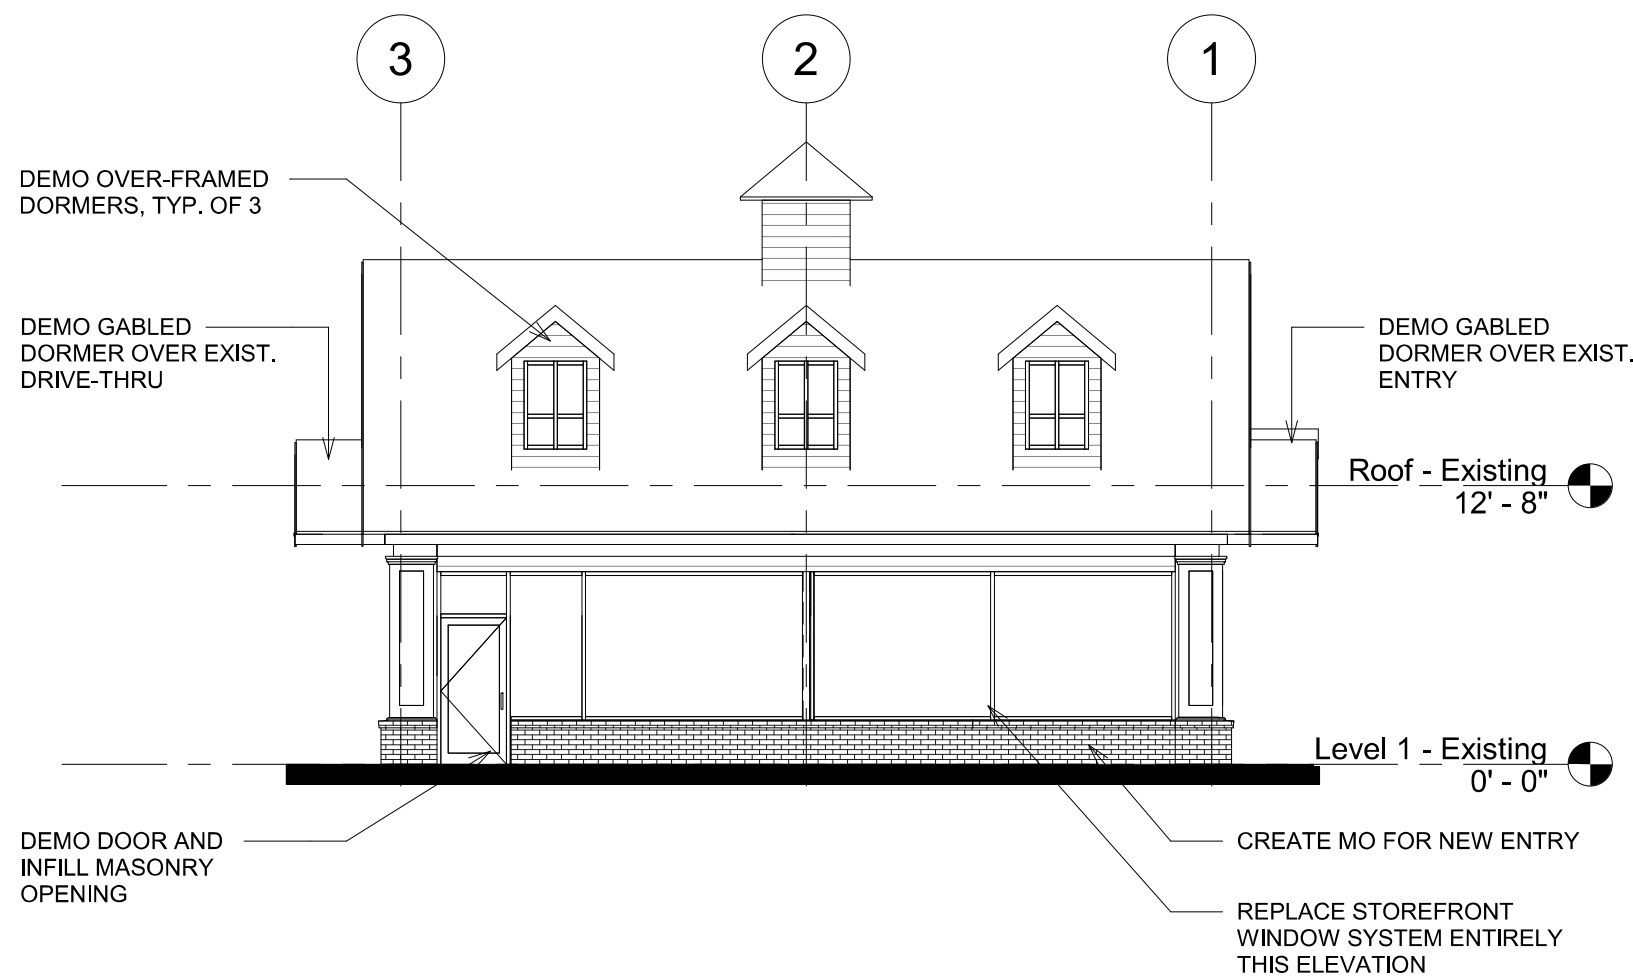 3
2
1
DEMO OVER-FRAMED
DORMERS, TYP. OF 3
DEMO GABLED
DORMER OVER EXIST.
DRIVE-THRU
DEMO GABLED
DORMER OVER EXIST.
ENTRY
Roof - Existing
12' - 8"
Level 1 - Existing
0' - 0"
DEMO DOOR AND
INFILL MASONRY
OPENING
CREATE MO FOR NEW ENTRY
REPLACE STOREFRONT
WINDOW SYSTEM ENTIRELY
THIS ELEVATION